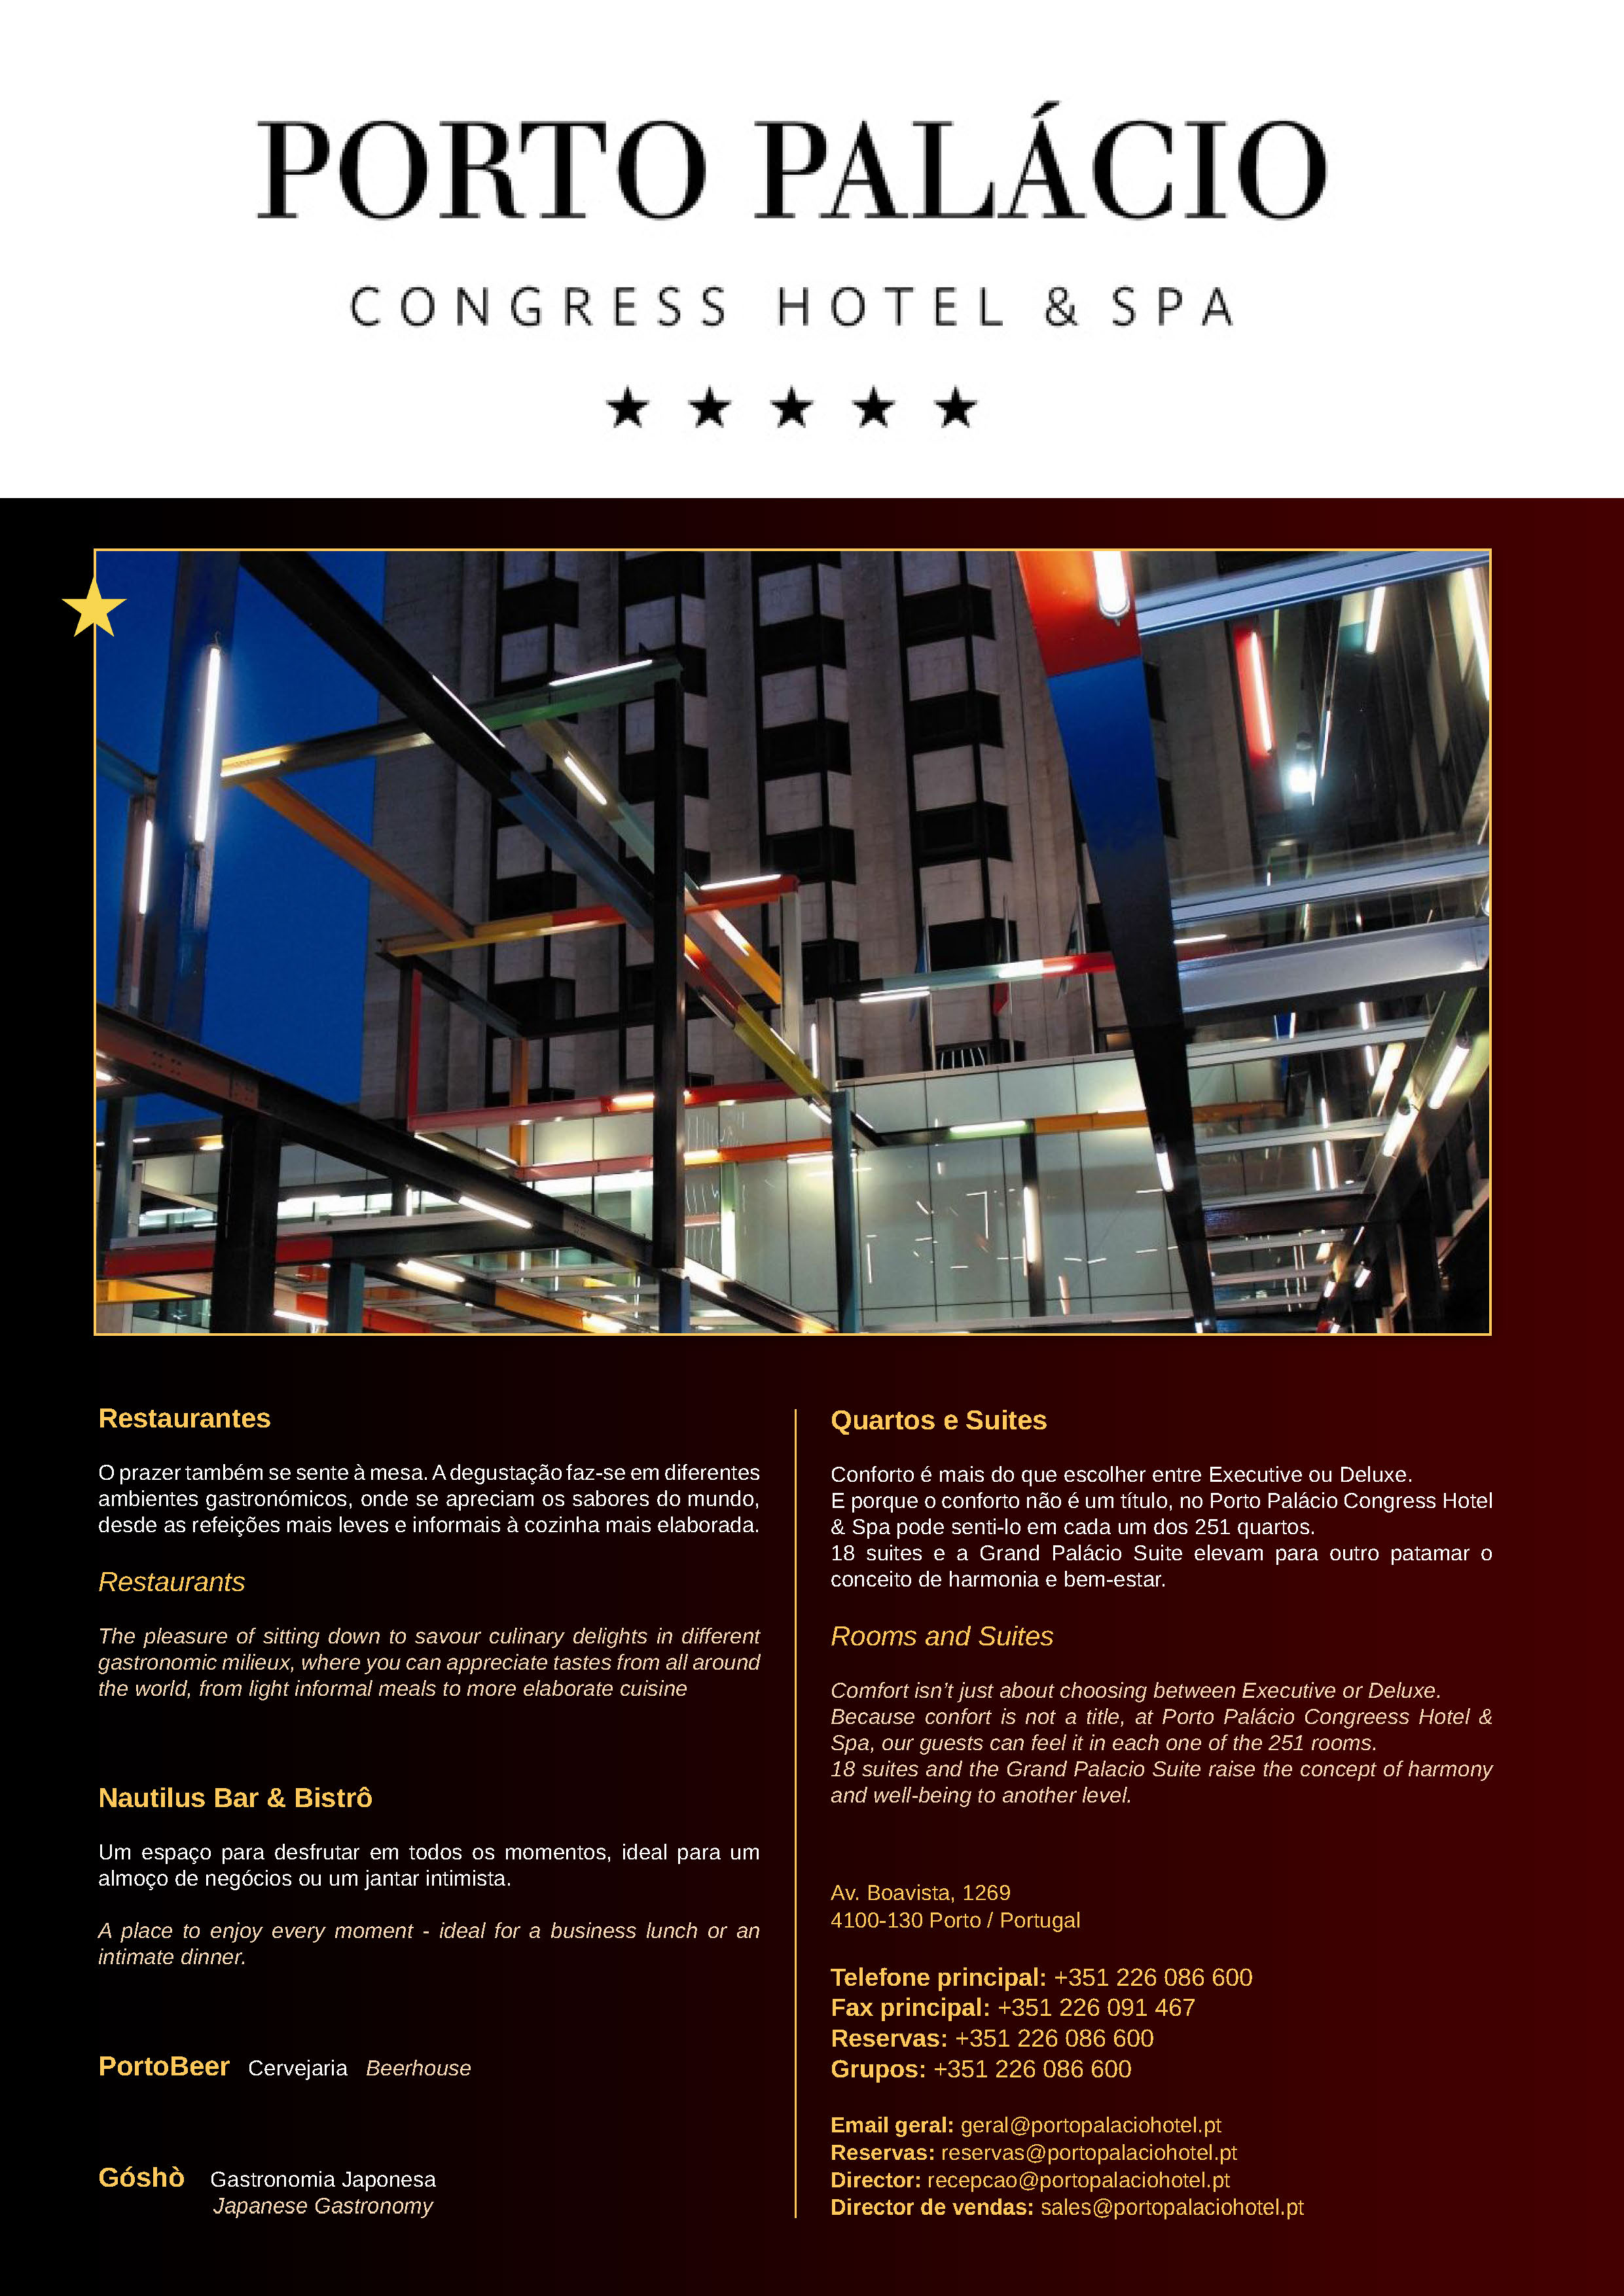 PORTO PALÁCIO
CONGRESS HOTEL & SPA
Restaurantes
O prazer também se sente à mesa. A degustação faz-se em diferentes
ambientes gastronómicos, onde se apreciam os sabores do mundo,
desde as refeições mais leves e informais à cozinha mais elaborada.
Restaurants
The pleasure of sitting down to savour culinary delights in different
gastronomic milieux, where you can appreciate tastes from all around
the world, from light informal meals to more elaborate cuisine
Nautilus Bar & Bistrô
Um espaço para desfrutar em todos os momentos, ideal para um
almoço de negócios ou um jantar intimista.
A place to enjoy every moment - ideal for a business lunch or an
intimate dinner.
PortoBeer Cervejaria Beerhouse
Góshò Gastronomia Japonesa
Japanese Gastronomy
Quartos e Suites
Conforto é mais do que escolher entre Executive ou Deluxe.
E porque o conforto não é um título, no Porto Palácio Congress Hotel
& Spa pode senti-lo em cada um dos 251 quartos.
18 suites e a Grand Palácio Suite elevam para outro patamar o
conceito de harmonia e bem-estar.
Rooms and Suites
Comfort isn’t just about choosing between Executive or Deluxe.
Because confort is not a title, at Porto Palácio Congreess Hotel &
Spa, our guests can feel it in each one of the 251 rooms.
18 suites and the Grand Palacio Suite raise the concept of harmony
and well-being to another level.
Av. Boavista, 1269
4100-130 Porto / Portugal
Telefone principal: +351 226 086 600
Fax principal: +351 226 091 467
Reservas: +351 226 086 600
Grupos: +351 226 086 600
Email geral: geral@portopalaciohotel.pt
Reservas: reservas@portopalaciohotel.pt
Director: recepcao@portopalaciohotel.pt
Director de vendas: sales@portopalaciohotel.pt